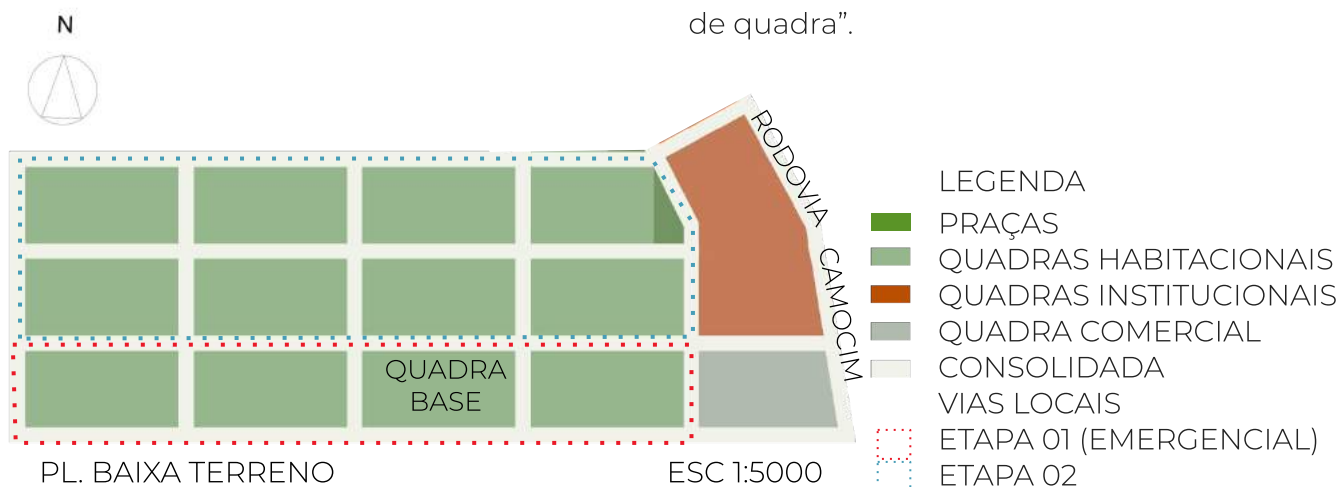 de quadra”.
N
RODOVIA CAMOCIM
QUADRA
BASE
PL. BAIXA TERRENO
ESC 1:5000
LEGENDA
PRAÇAS
QUADRAS HABITACIONAIS
QUADRAS INSTITUCIONAIS
QUADRA COMERCIAL
CONSOLIDADA
VIAS LOCAIS
ETAPA 01 (EMERGENCIAL)
ETAPA 02